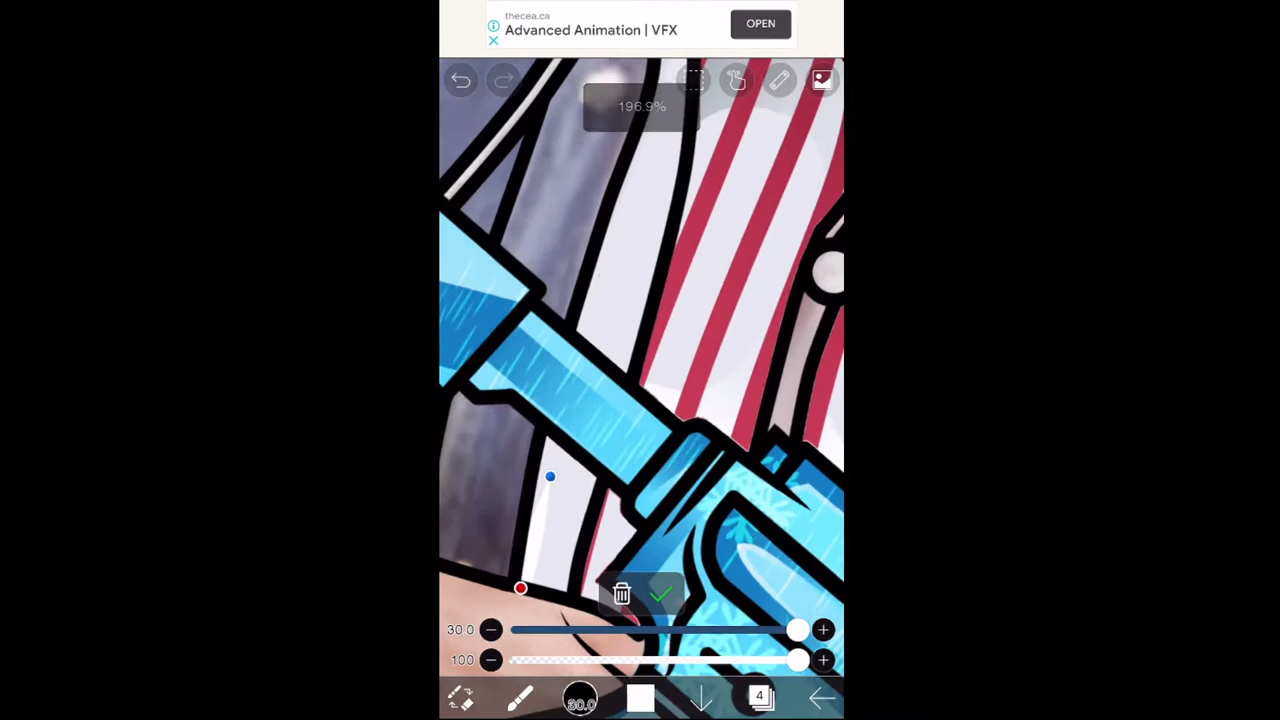 thecea.ca
Advanced Animation | VFX
OPEN
196.9%
30.0
100
30.0
4